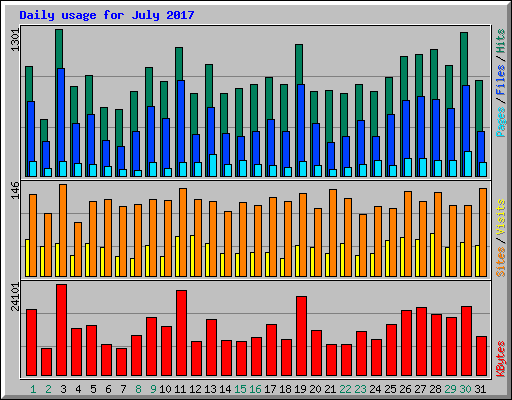 Daily usage for July 2017
1301
Pages / Files / Hits
146
Sites / Visits
24101
KBytes
1 2 3 4 5 6 7 8 9 10 11 12 13 14 15 16 17 18 19 20 21 22 23 24 25 26 27 28 29 30 31